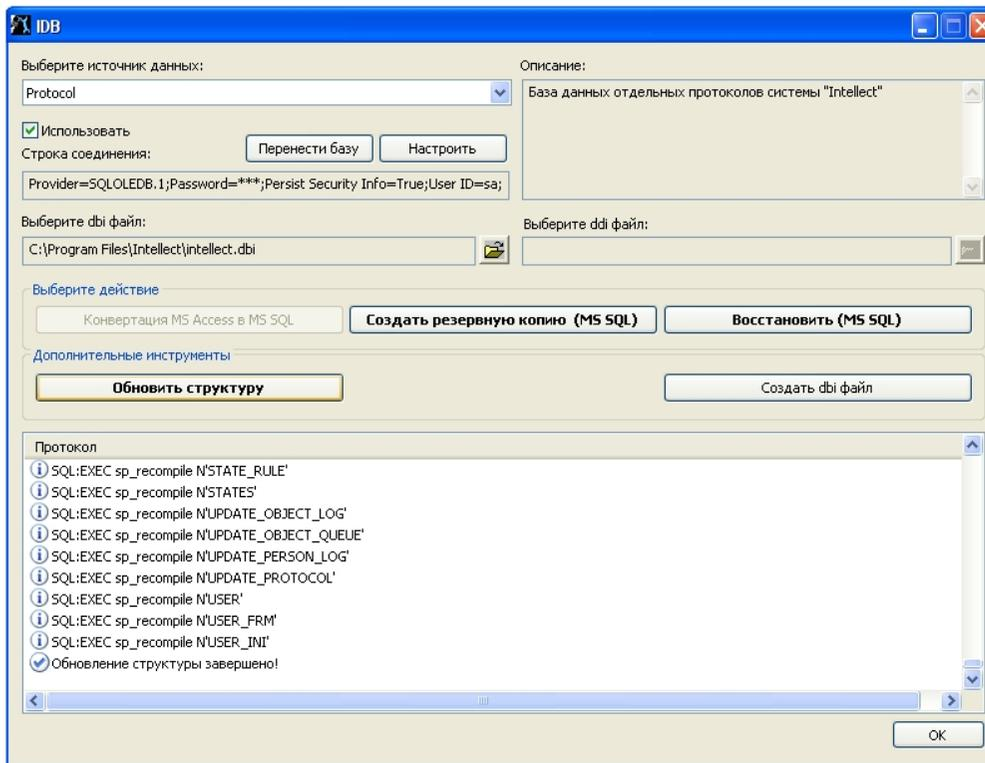 IDB
Выберите источник данных:
Protocol
Описание:
База данных отдельных протоколов системы "Intellect"
Использовать
Строка соединения:
Перенести базу
Настроить
Provider=SQLOLEDB.1;Password=***;Persist Security Info=True;User ID=sa;
Выберите dbi файл:
C:\Program Files\Intellect\intellect.dbi
Выберите ddi файл:
Выберите действие
Конвертация MS Access в MS SQL
Создать резервную копию (MS SQL)
Восстановить (MS SQL)
Дополнительные инструменты
Обновить структуру
Создать dbi файл
Протокол
SQL:EXEC sp_recompile N'STATE_RULE'
SQL:EXEC sp_recompile N'STATES'
SQL:EXEC sp_recompile N'UPDATE_OBJECT_LOG'
SQL:EXEC sp_recompile N'UPDATE_OBJECT_QUEUE'
SQL:EXEC sp_recompile N'UPDATE_PERSON_LOG'
SQL:EXEC sp_recompile N'UPDATE_PROTOCOL'
SQL:EXEC sp_recompile N'USER'
SQL:EXEC sp_recompile N'USER_FRM'
SQL:EXEC sp_recompile N'USER_INI'
Обновление структуры завершено!
OK